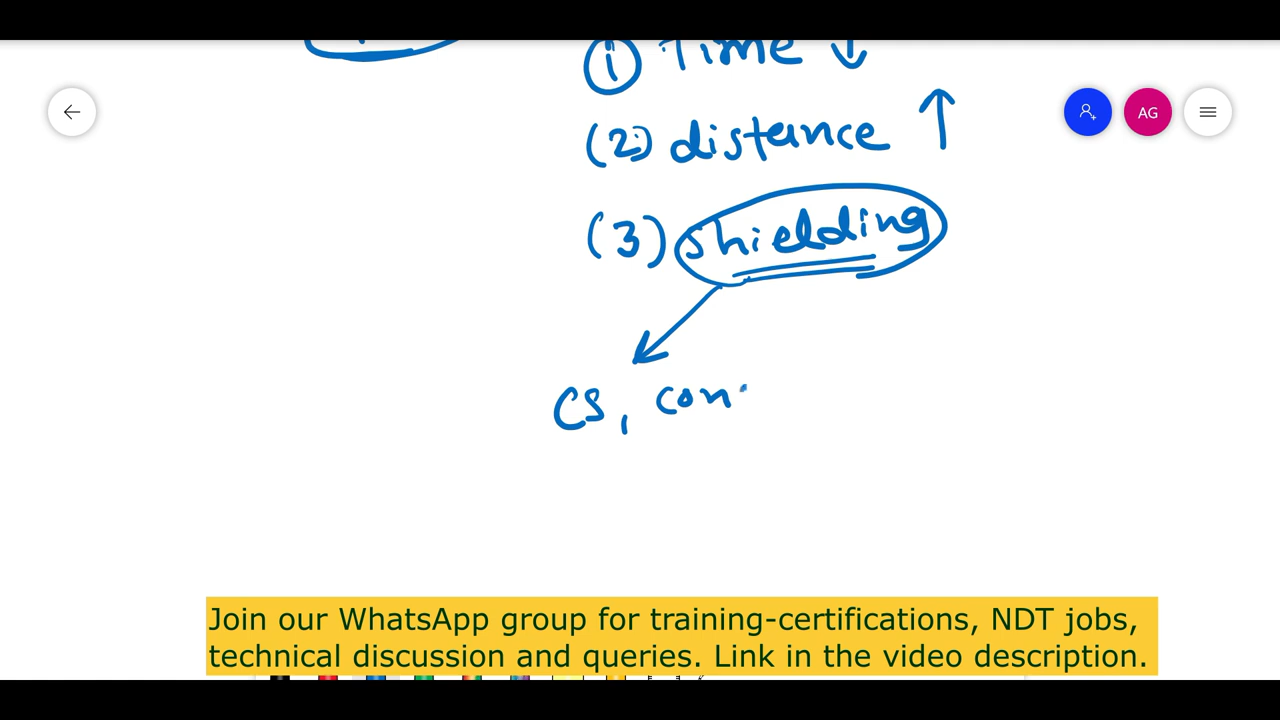 ① Time ↓
(2) distance ↑
(3) shielding
CS, con
AG
Join our WhatsApp group for training-certifications, NDT jobs,
technical discussion and queries. Link in the video description.